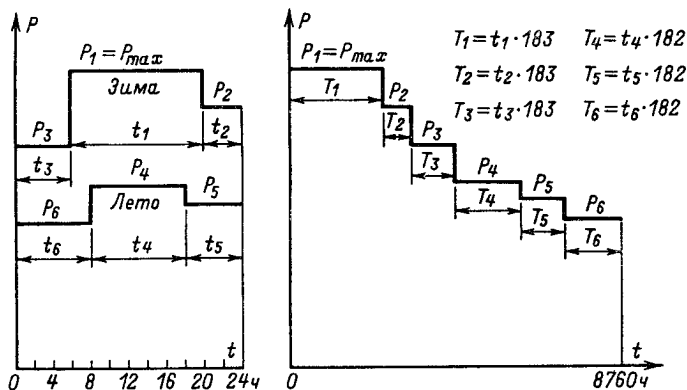 P
P₁=Pmax
Зима
P₂
P₃
t₁
t₂
t₃
P₄
Лето
P₅
P₆
t₆
t₄
t₅
t
0 4 8 12 16 20 24ч
P
P₁=Pmax
T₁
P₂
T₂
P₃
T₃
P₄
T₄
P₅
T₅
P₆
T₆
t
0 8760ч
T₁=t₁·183 T₄=t₄·182
T₂=t₂·183 T₅=t₅·182
T₃=t₃·183 T₆=t₆·182